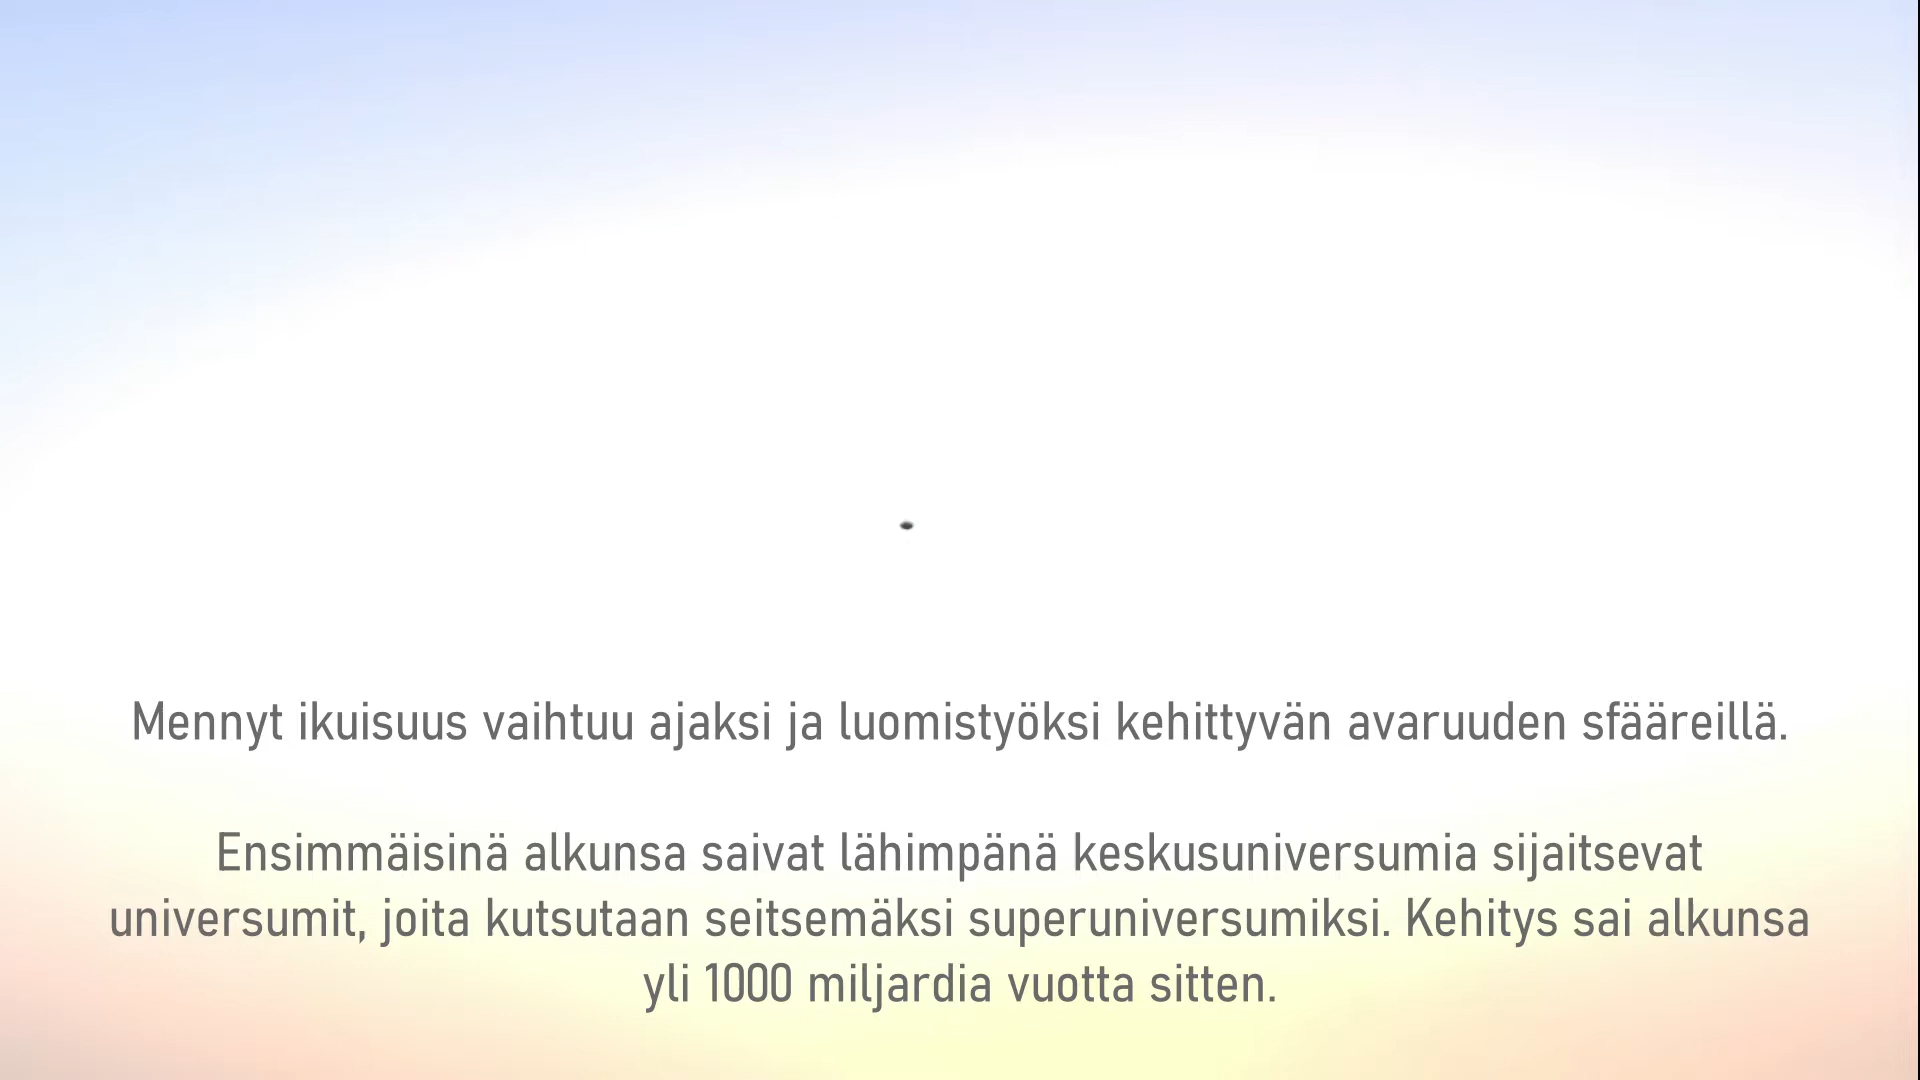 Mennyt ikuisuus vaihtuu ajaksi ja luomistyöksi kehittyvän avaruuden sfääreillä.
Ensimmäisinä alkunsa saivat lähimpänä keskusuniversumia sijaitsevat
universumit, joita kutsutaan seitsemäksi superuniversumiksi. Kehitys sai alkunsa
yli 1000 miljardia vuotta sitten.